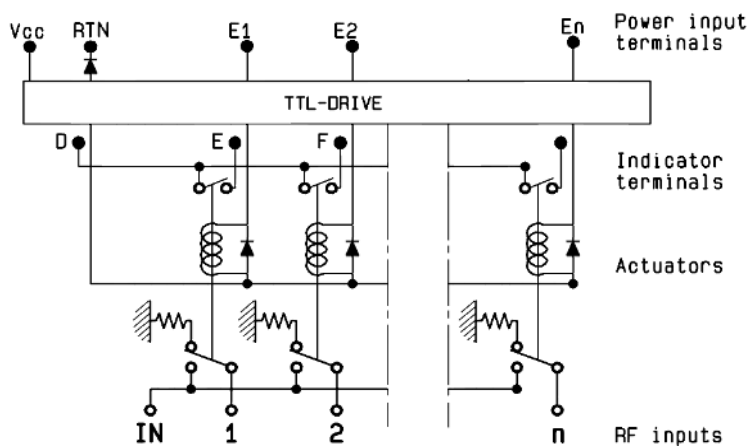 Vcc RTN E1 E2 En Power input
terminals
TTL-DRIVE
D E F
Indicator
terminals
Actuators
IN 1 2 n RF inputs